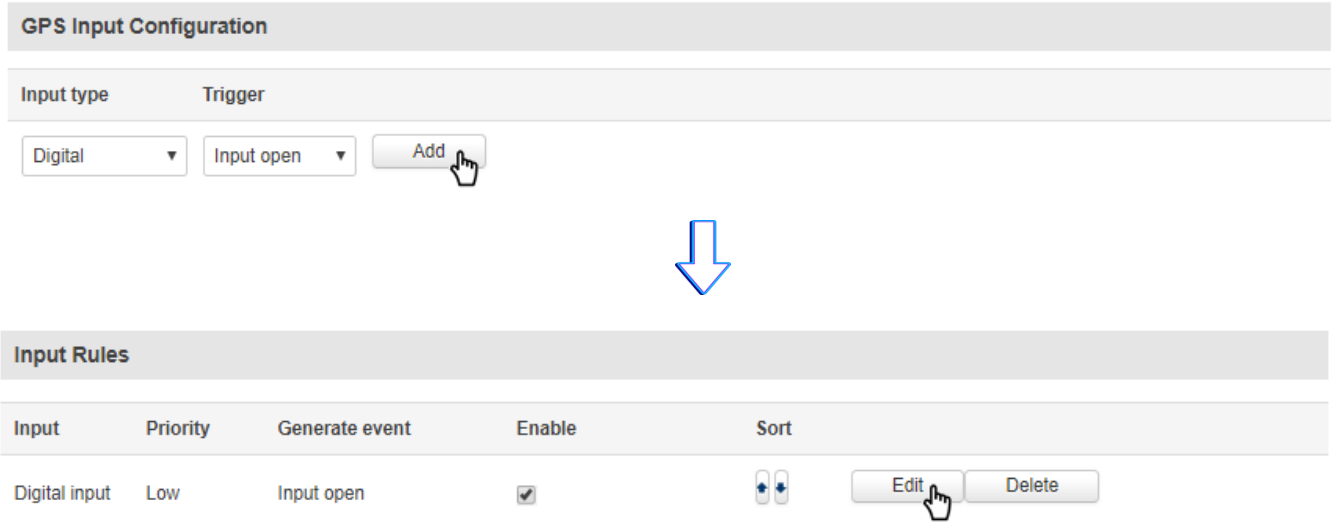 GPS Input Configuration
Input type Trigger
Digital Input open Add
Input Rules
Input Priority Generate event Enable Sort
Digital input Low Input open Edit Delete